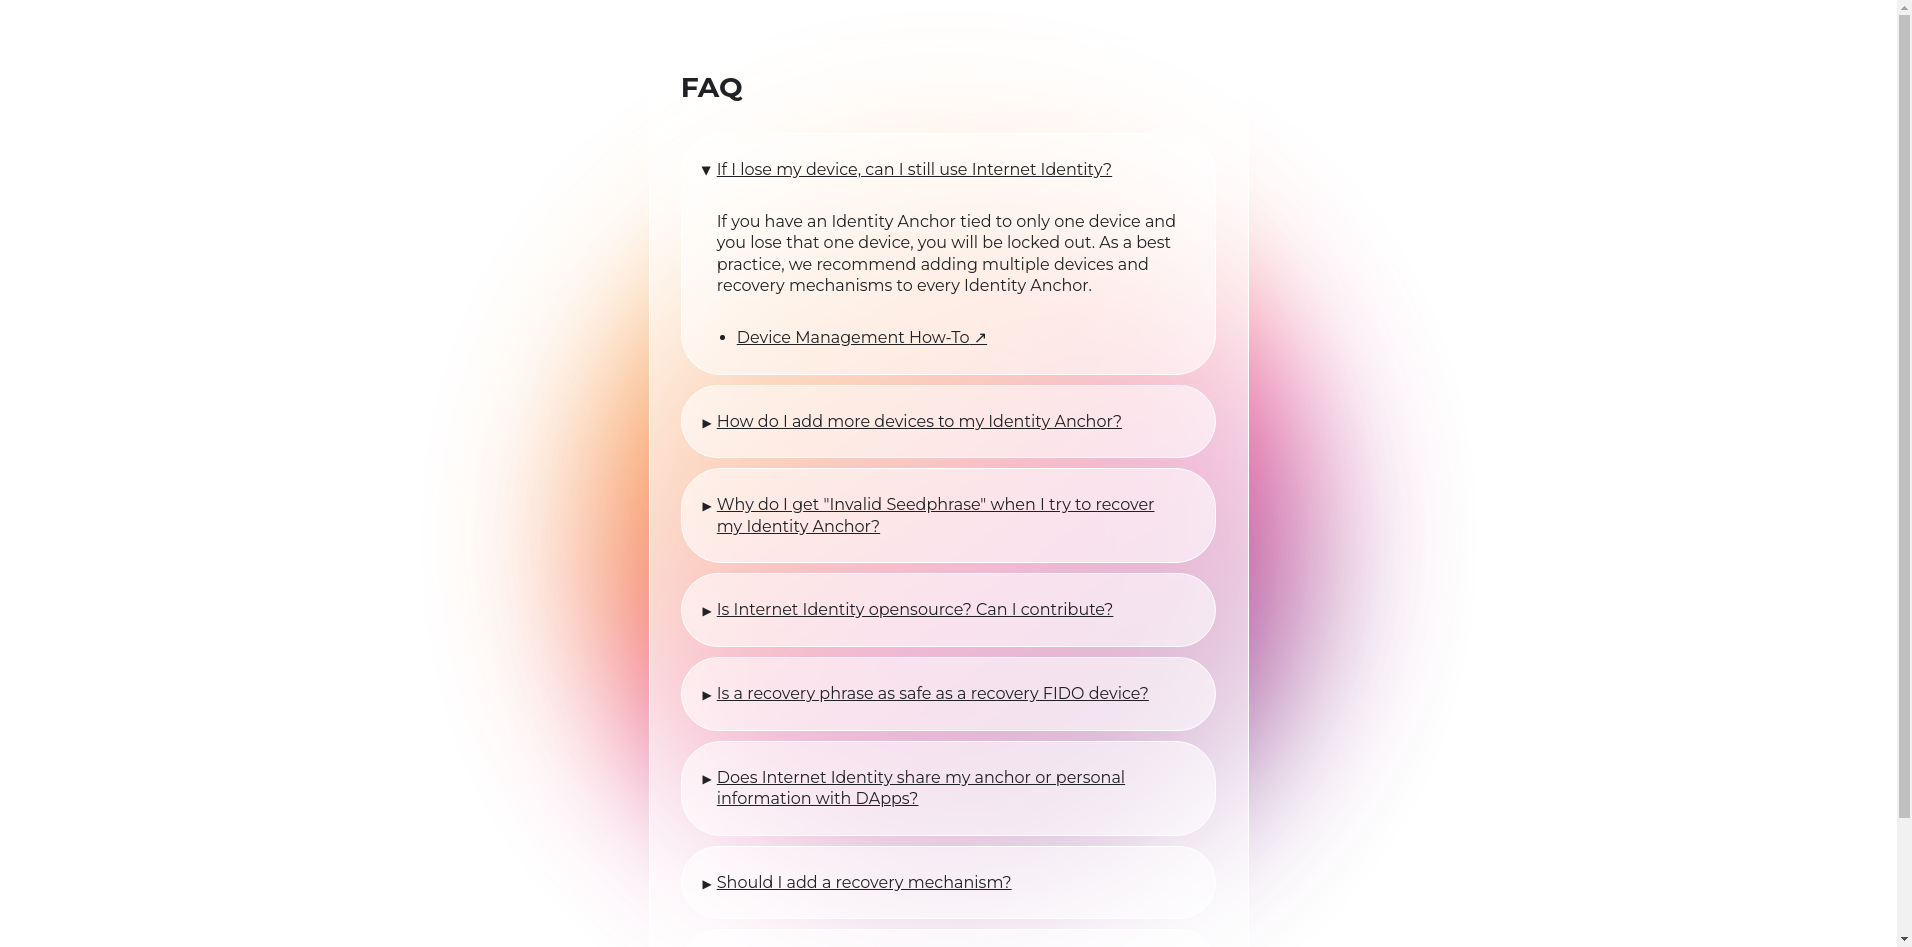 FAQ
If I lose my device, can I still use Internet Identity?
If you have an Identity Anchor tied to only one device and
you lose that one device, you will be locked out. As a best
practice, we recommend adding multiple devices and
recovery mechanisms to every Identity Anchor.
Device Management How-To ↗
How do I add more devices to my Identity Anchor?
Why do I get "Invalid Seedphrase" when I try to recover
my Identity Anchor?
Is Internet Identity opensource? Can I contribute?
Is a recovery phrase as safe as a recovery FIDO device?
Does Internet Identity share my anchor or personal
information with DApps?
Should I add a recovery mechanism?